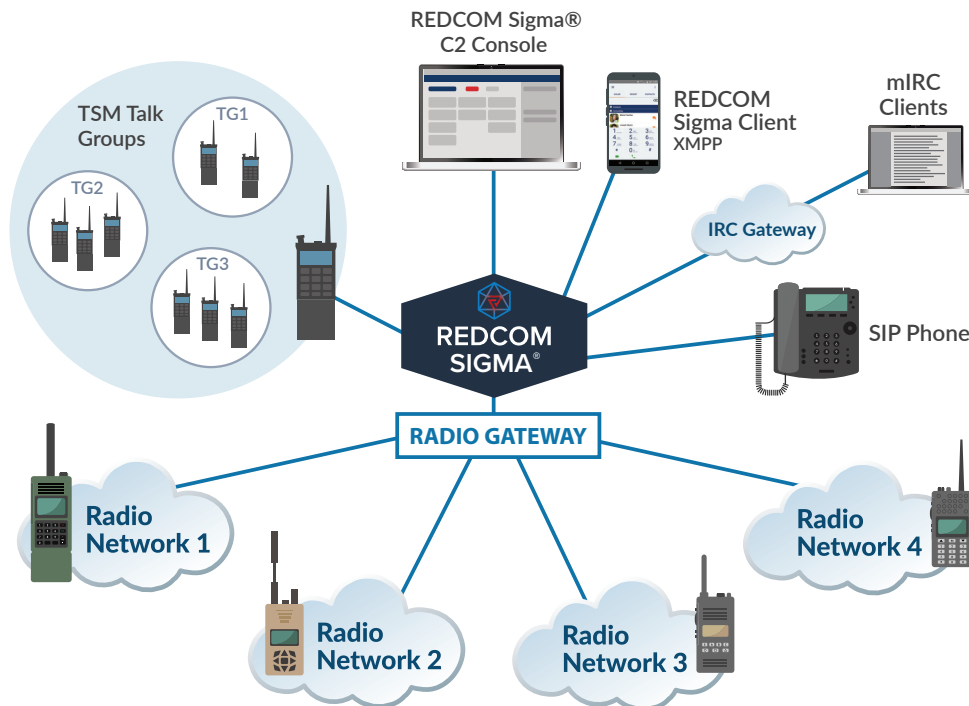 REDCOM Sigma®
C2 Console
TSM Talk
Groups
TG1
TG2
TG3
REDCOM
Sigma Client
XMPP
mIRC
Clients
IRC Gateway
REDCOM
SIGMA®
SIP Phone
RADIO GATEWAY
Radio
Network 1
Radio
Network 2
Radio
Network 3
Radio
Network 4